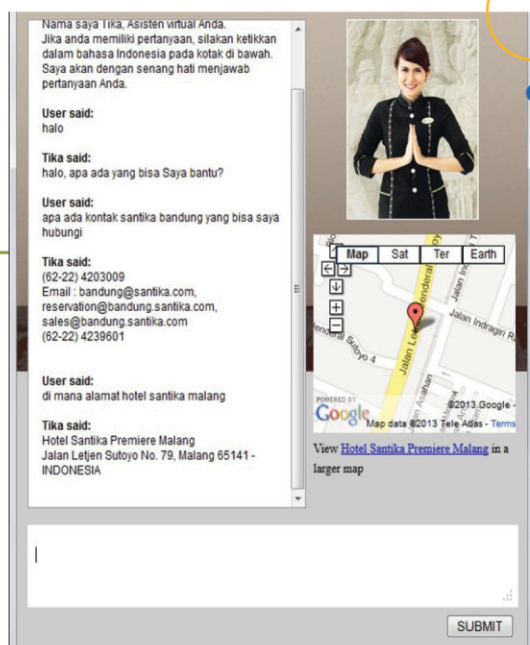 Nama saya Tika, Asisten virtual Anda.
Jika anda memiliki pertanyaan, silakan ketikkan
dalam bahasa Indonesia pada kotak di bawah.
Saya akan dengan senang hati menjawab
pertanyaan Anda.
User said:
halo
Tika said:
halo, apa ada yang bisa Saya bantu?
User said:
apa ada kontak santika bandung yang bisa saya
hubungi
Tika said:
(62-22) 4203009
Email : bandung@santika.com,
reservation@bandung.santika.com,
sales@bandung.santika.com
(62-22) 4239601
User said:
di mana alamat hotel santika malang
Tika said:
Hotel Santika Premiere Malang
Jalan Letjen Sutoyo No. 79, Malang 65141 -
INDONESIA
Map Sat Ter Earth
Jalan Indragiri
Sutoyo 4
Jalan
Asahan
POWERED BY
Google
©2013 Google -
Map data ©2013 Tele Atlas - Terms
View Hotel Santika Premiere Malang in a
larger map
SUBMIT